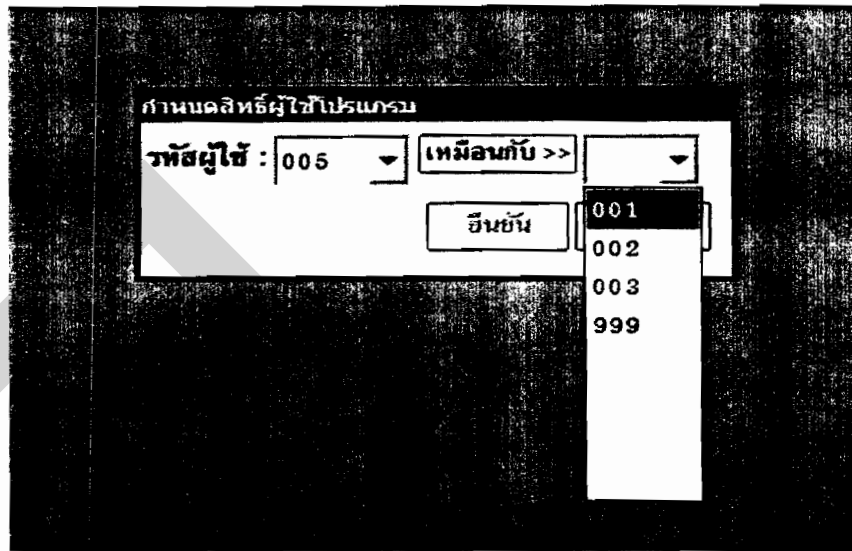 กำหนดสิทธิ์ผู้ใช้โปรแกรม
รหัสผู้ใช้ : 005 เหมือนกับ >>
ยืนยัน
001
002
003
999